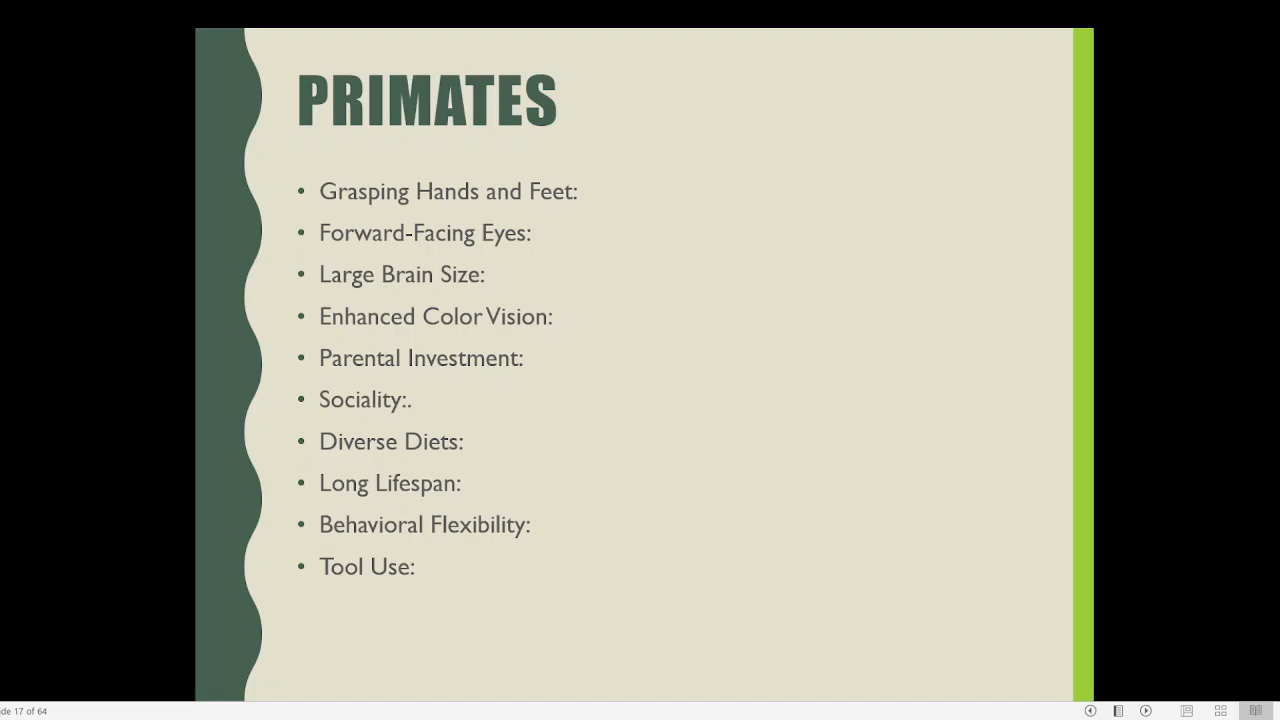 PRIMATES
• Grasping Hands and Feet:
• Forward-Facing Eyes:
• Large Brain Size:
• Enhanced Color Vision:
• Parental Investment:
• Sociality:.
• Diverse Diets:
• Long Lifespan:
• Behavioral Flexibility:
• Tool Use:
ide 17 of 64